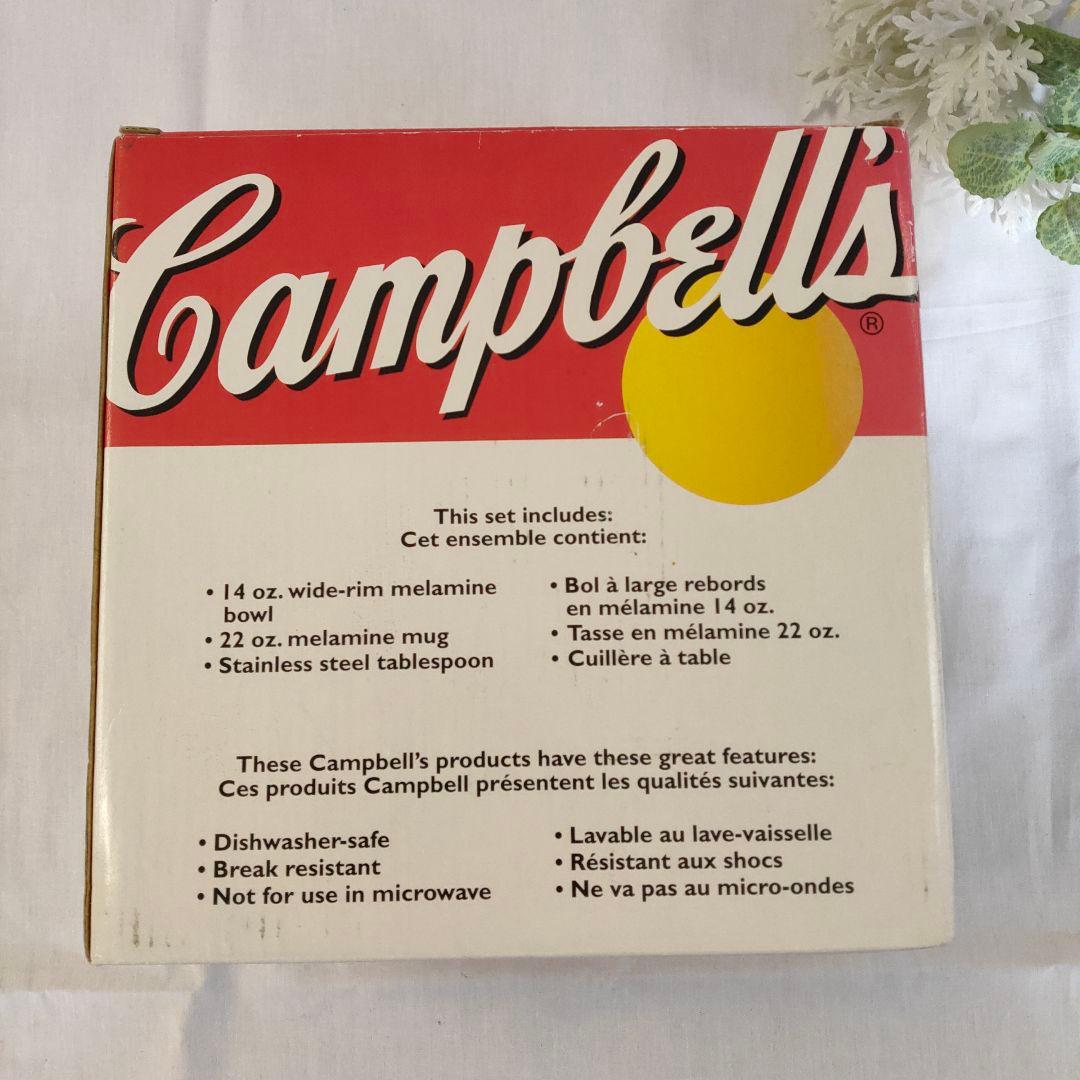 Campbell's
®
This set includes:
Cet ensemble contient:
• 14 oz. wide-rim melamine
bowl
• 22 oz. melamine mug
• Stainless steel tablespoon
• Bol à large rebords
en mélamine 14 oz.
• Tasse en mélamine 22 oz.
• Cuillère à table
These Campbell's products have these great features:
Ces produits Campbell présentent les qualités suivantes:
• Dishwasher-safe
• Break resistant
• Not for use in microwave
• Lavable au lave-vaisselle
• Résistant aux shocs
• Ne va pas au micro-ondes